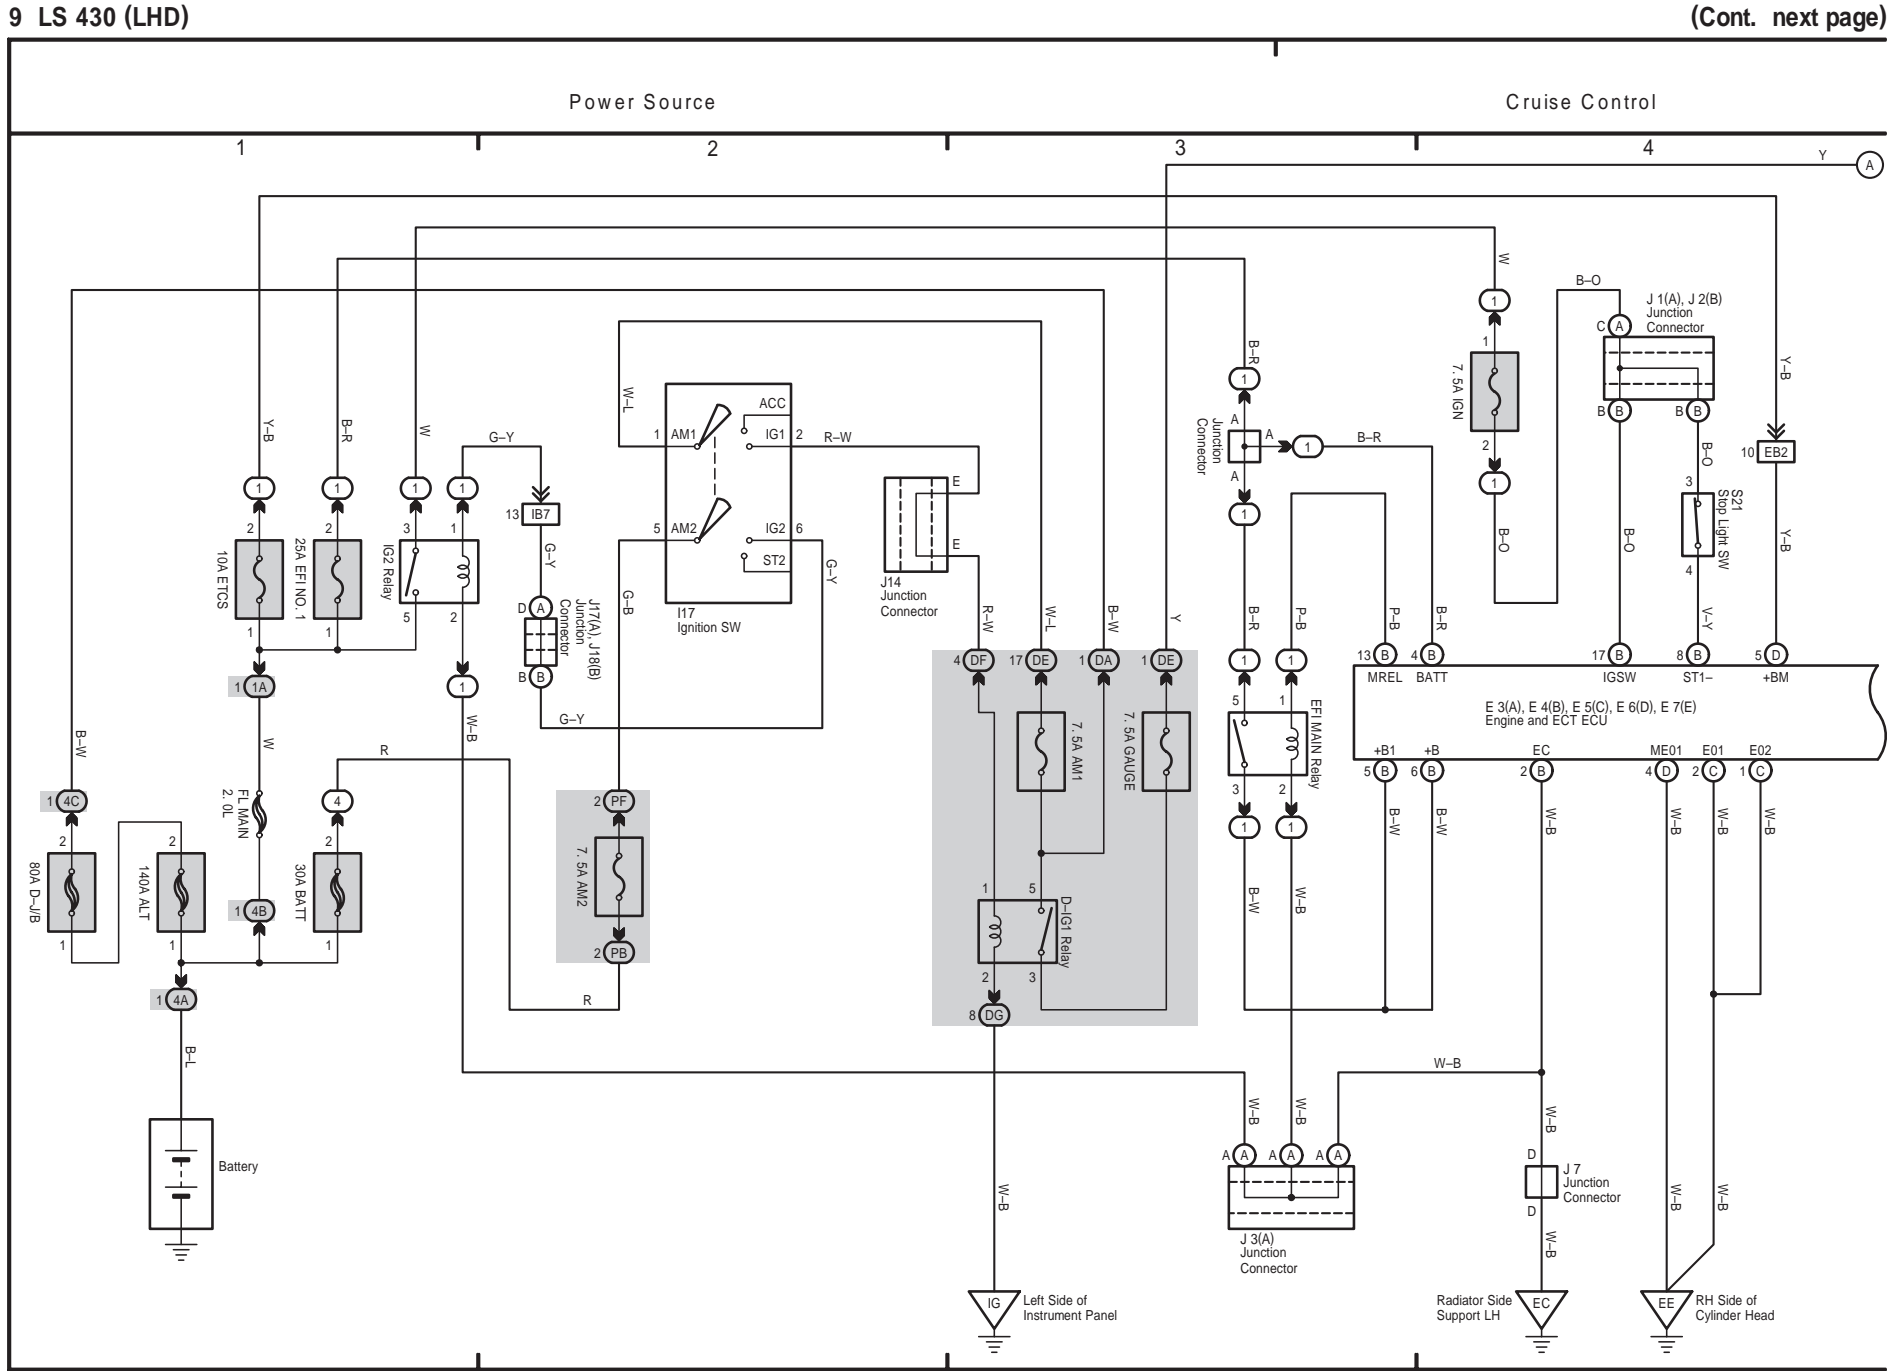 9 LS 430 (LHD)
(Cont. next page)
Power Source
Cruise Control
1
2
3
4
Y
A
W
B–O
J 1(A), J 2(B)
Junction
Connector
C
A
1
1
7. 5A IGN
2
1
B–R
1
Junction
Connector
A
A
A
1
B–R
1
B
B
B
B
Y–B
B–O
10
EB2
3
S21
Stop Light SW
4
B–O
B–O
Y–B
V–Y
Y–B
B–R
W
G–Y
W–L
1
AM1
ACC
IG1
2
R–W
5
AM2
IG2
6
ST2
I17
Ignition SW
E
E
J14
Junction
Connector
1
1
1
1
2
2
3
1
10A ETCS
25A EFI NO. 1
IG2 Relay
1
1
5
2
13
IB7
G–Y
D
A
J17(A), J18(B)
Junction
Connector
B
B
G–Y
G–B
G–Y
1
1A
1
W
W–B
R
R–W
W–L
B–W
Y
B–R
P–B
P–B
B–R
4
DF
17
DE
1
DA
1
DE
1
1
13
B
4
B
17
B
8
B
5
D
MREL
BATT
IGSW
ST1–
+BM
E 3(A), E 4(B), E 5(C), E 6(D), E 7(E)
Engine and ECT ECU
+B1
+B
EC
ME01
E01
E02
5
B
6
B
2
B
4
D
2
C
1
C
7. 5A AM1
7. 5A GAUGE
5
1
EFI MAIN Relay
3
2
1
1
B–W
1
4C
2
80A D–J/B
1
2
140A ALT
1
FL MAIN
2. 0L
1
4B
4
2
30A BATT
1
2
PF
7. 5A AM2
2
PB
R
1
5
D–IG1 Relay
2
3
8
DG
B–W
W–B
B–W
B–W
W–B
W–B
W–B
W–B
1
4A
B–L
Battery
W–B
W–B
W–B
W–B
A
A
A
A
A
A
J 3(A)
Junction
Connector
W–B
D
J 7
Junction
Connector
D
W–B
W–B
W–B
W–B
IG
Left Side of
Instrument Panel
Radiator Side
Support LH
EC
EE
RH Side of
Cylinder Head